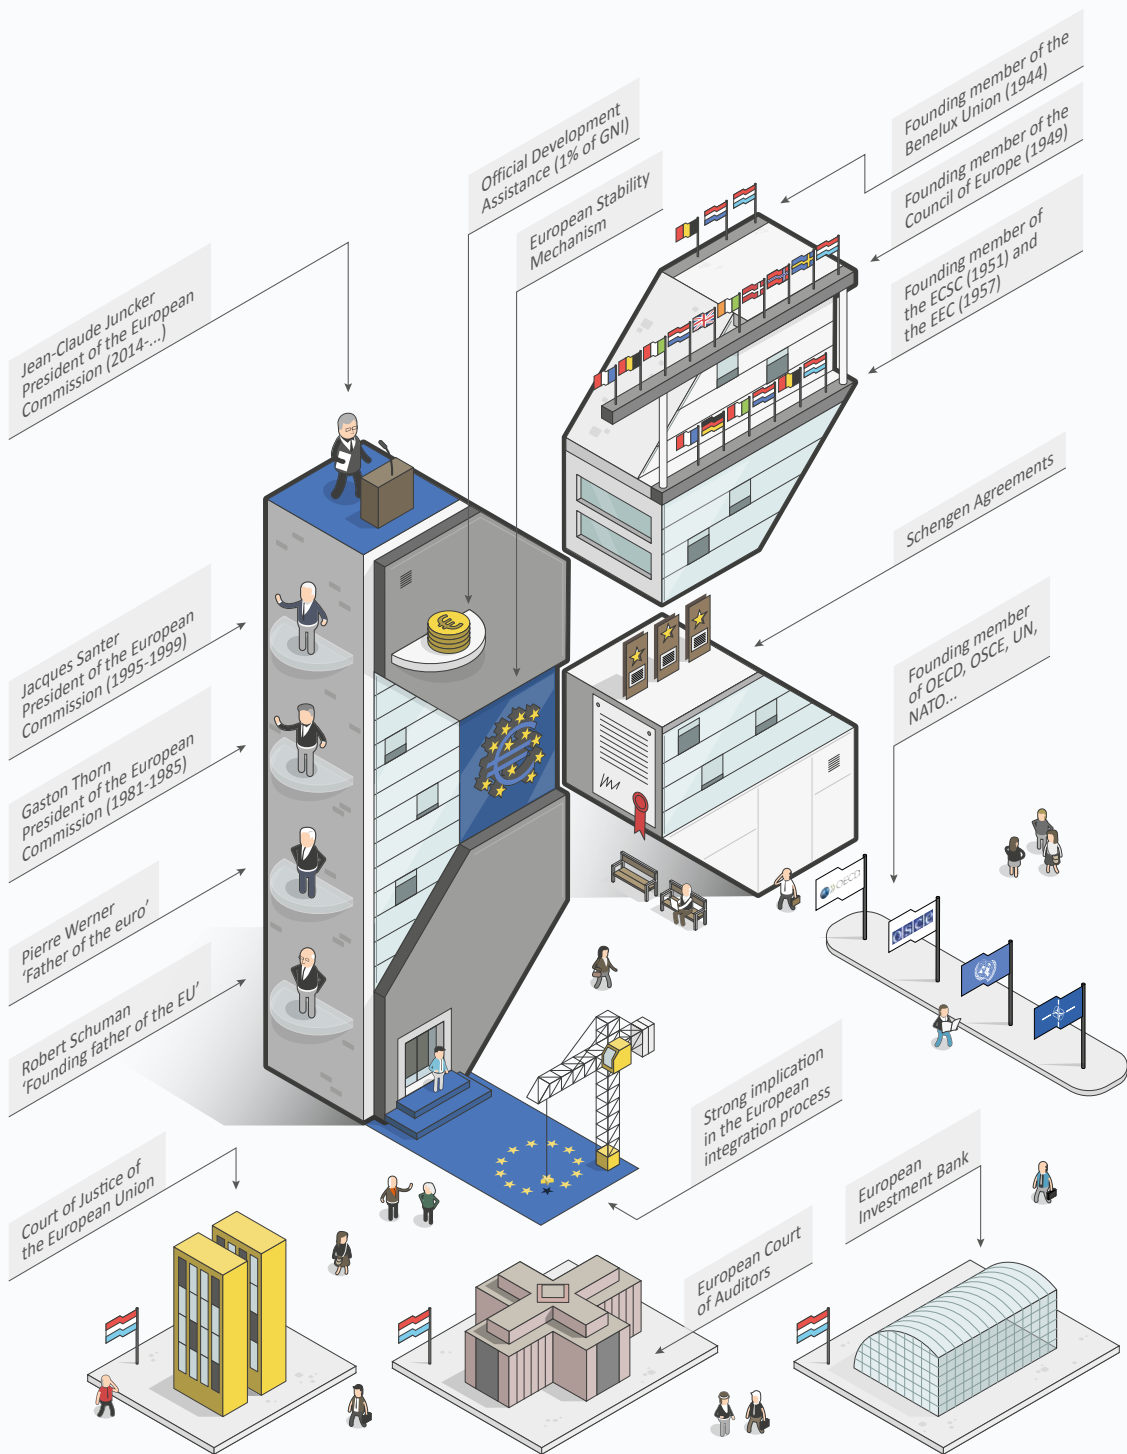 Founding member of the
Benelux Union (1944)
Founding member of the
Council of Europe (1949)
Founding member of
the ECSC (1951) and
the EEC (1957)
Official Development
Assistance (1% of GNI)
European Stability
Mechanism
Jean-Claude Juncker
President of the European
Commission (2014-...)
Schengen Agreements
Jacques Santer
President of the European
Commission (1995-1999)
Founding member
of OECD, OSCE, UN,
NATO...
Gaston Thorn
President of the European
Commission (1981-1985)
OECD
OSCE
Pierre Werner
‘Father of the euro’
Robert Schuman
‘Founding father of the EU’
Strong implication
in the European
integration process
Court of Justice of
the European Union
European
Investment Bank
European Court
of Auditors